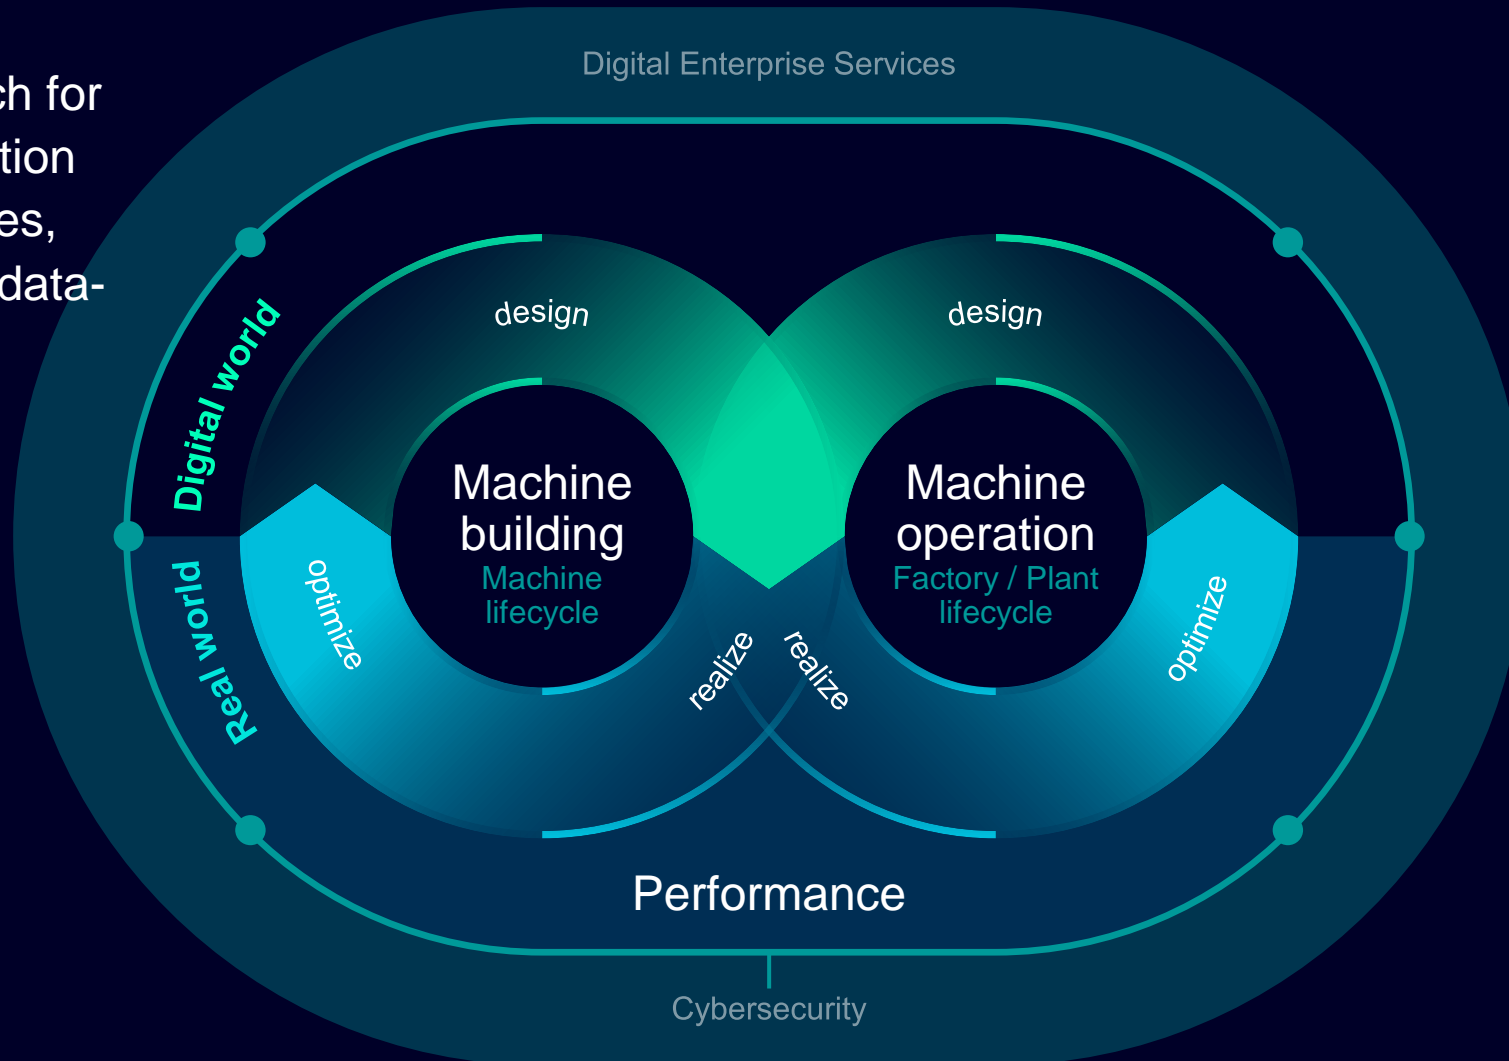 Digital Enterprise Services
ch for
tion
es,
data-
Digital world
Real world
design
design
Machine
building
Machine
lifecycle
Machine
operation
Factory / Plant
lifecycle
optimize
realize
realize
optimize
Performance
Cybersecurity